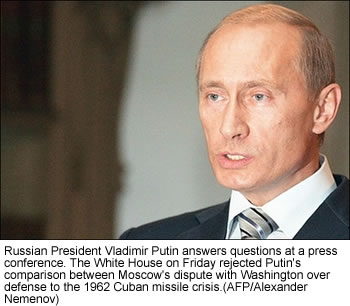 Russian President Vladimir Putin answers questions at a press
conference. The White House on Friday rejected Putin's
comparison between Moscow's dispute with Washington over
defense to the 1962 Cuban missile crisis.(AFP/Alexander
Nemenov)